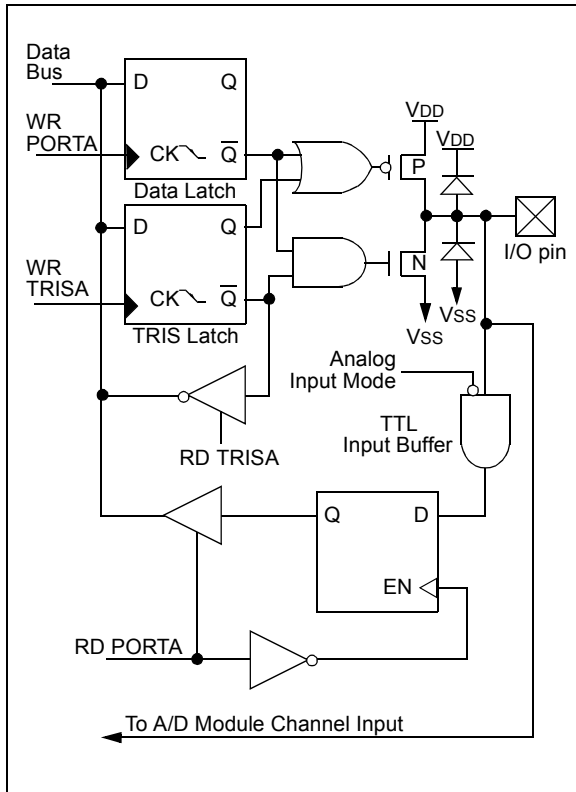 Data
Bus
D Q
VDD
WR
PORTA
CK Q
P
VDD
Data Latch
D Q
I/O pin
WR
TRISA
N
CK Q
VSS
TRIS Latch
VSS
Analog
Input Mode
TTL
Input Buffer
RD TRISA
Q D
EN
RD PORTA
To A/D Module Channel Input